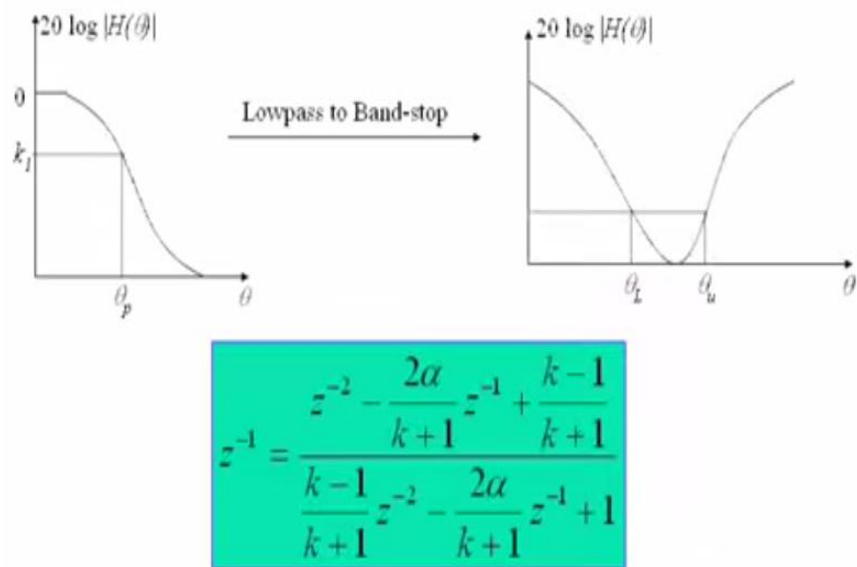 20 log |H(θ)|
20 log |H(θ)|
0
Lowpass to Band-stop
k₁
θₚ
θ
θ_L
θᵤ
θ
z⁻¹ = (z⁻² − (2α/(k+1)) z⁻¹ + (k−1)/(k+1)) / ((k−1)/(k+1) z⁻² − (2α/(k+1)) z⁻¹ + 1)